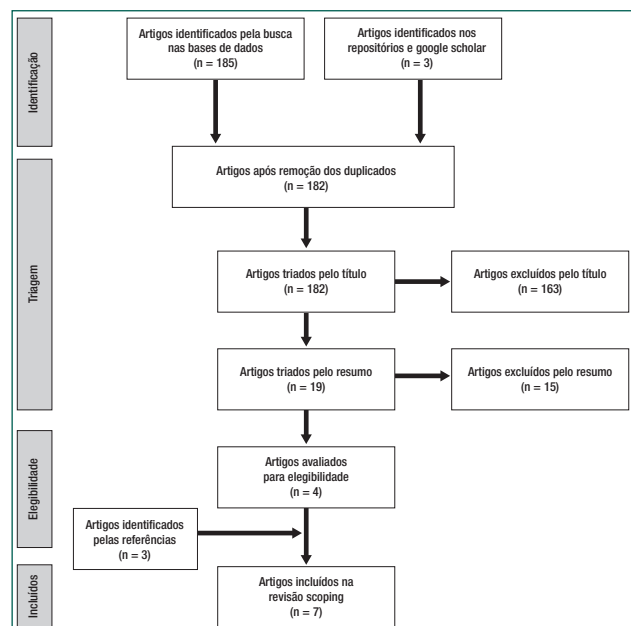 Identificação
Artigos identificados pela busca
nas bases de dados
(n = 185)
Artigos identificados nos
repositórios e google scholar
(n = 3)
Artigos após remoção dos duplicados
(n = 182)
Triagem
Artigos triados pelo título
(n = 182)
Artigos excluídos pelo título
(n = 163)
Artigos triados pelo resumo
(n = 19)
Artigos excluídos pelo resumo
(n = 15)
Elegibilidade
Artigos avaliados
para elegibilidade
(n = 4)
Artigos identificados
pelas referências
(n = 3)
Incluídos
Artigos incluídos na
revisão scoping
(n = 7)